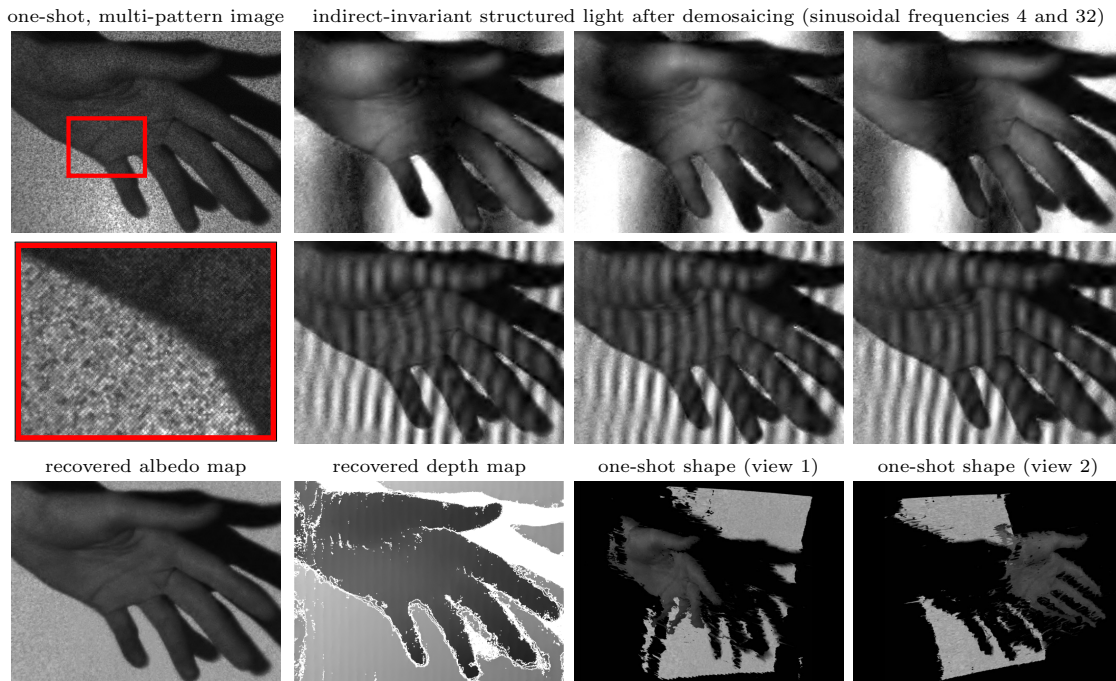 one-shot, multi-pattern image
indirect-invariant structured light after demosaicing (sinusoidal frequencies 4 and 32)
recovered albedo map
recovered depth map
one-shot shape (view 1)
one-shot shape (view 2)